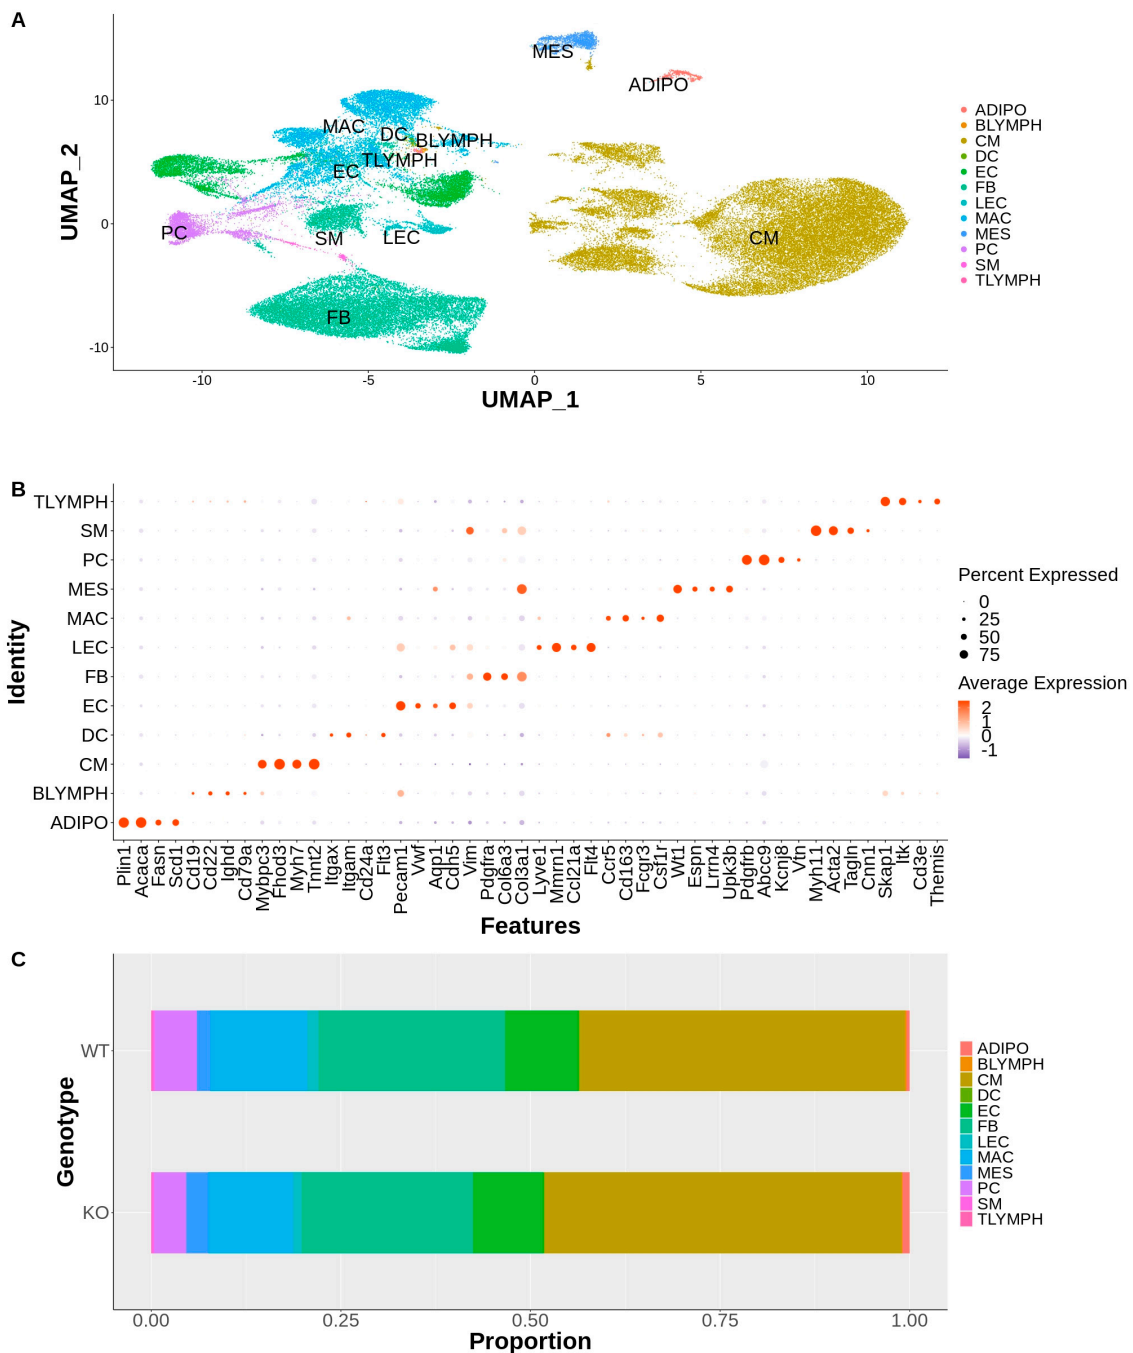 A
UMAP_2
10
0
-10
-10
-5
0
5
10
UMAP_1
MES
ADIPO
MAC
DC
BLYMPH
TLYMPH
EC
PC
SM
LEC
CM
FB
ADIPO
BLYMPH
CM
DC
EC
FB
LEC
MAC
MES
PC
SM
TLYMPH
B
Identity
TLYMPH
SM
PC
MES
MAC
LEC
FB
EC
DC
CM
BLYMPH
ADIPO
Plin1
Acaca
Fasn
Scd1
Cd19
Cd22
Ighd
Cd79a
Mybpc3
Fhod3
Myh7
Tnnt2
Itgax
Itgam
Cd24a
Flt3
Pecam1
Vwf
Aqp1
Cdh5
Vim
Pdgfra
Col6a3
Col3a1
Lyve1
Mmrn1
Ccl21a
Flt4
Ccr5
Cd163
Fcgr3
Csf1r
Wt1
Espn
Lrrn4
Upk3b
Pdgfrb
Abcc9
Kcnj8
Vtn
Myh11
Acta2
Tagln
Cnn1
Skap1
Itk
Cd3e
Themis
Features
Percent Expressed
0
25
50
75
Average Expression
2
1
0
-1
C
Genotype
WT
KO
0.00
0.25
0.50
0.75
1.00
Proportion
ADIPO
BLYMPH
CM
DC
EC
FB
LEC
MAC
MES
PC
SM
TLYMPH